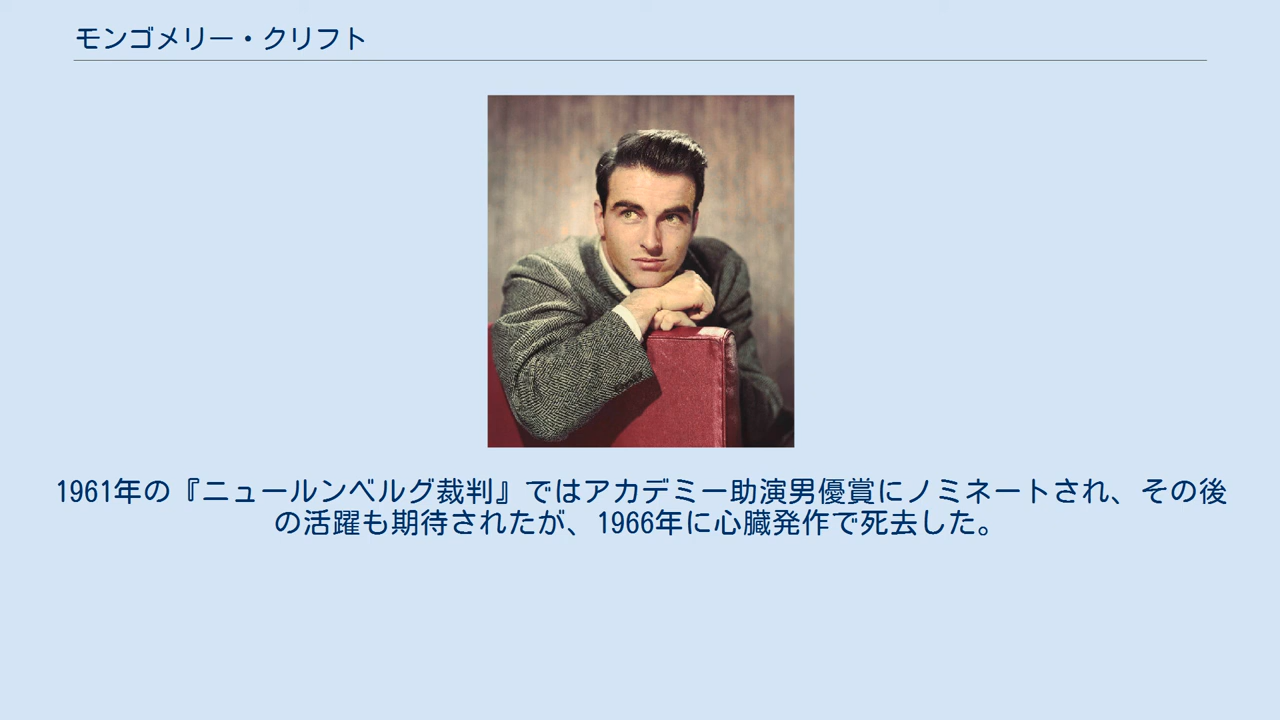 モンゴメリー・クリフト
1961年の『ニュールンベルグ裁判』ではアカデミー助演男優賞にノミネートされ、その後
の活躍も期待されたが、1966年に心臓発作で死去した。